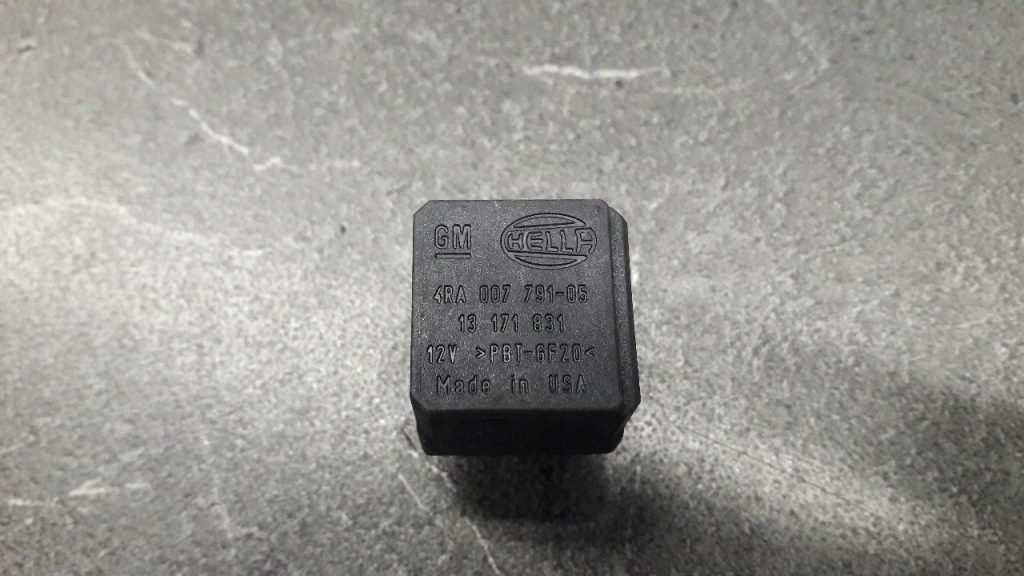 GM HELLA
4RA 007 791-05
13 171 831
12V >PBT-GF20<
Made in USA